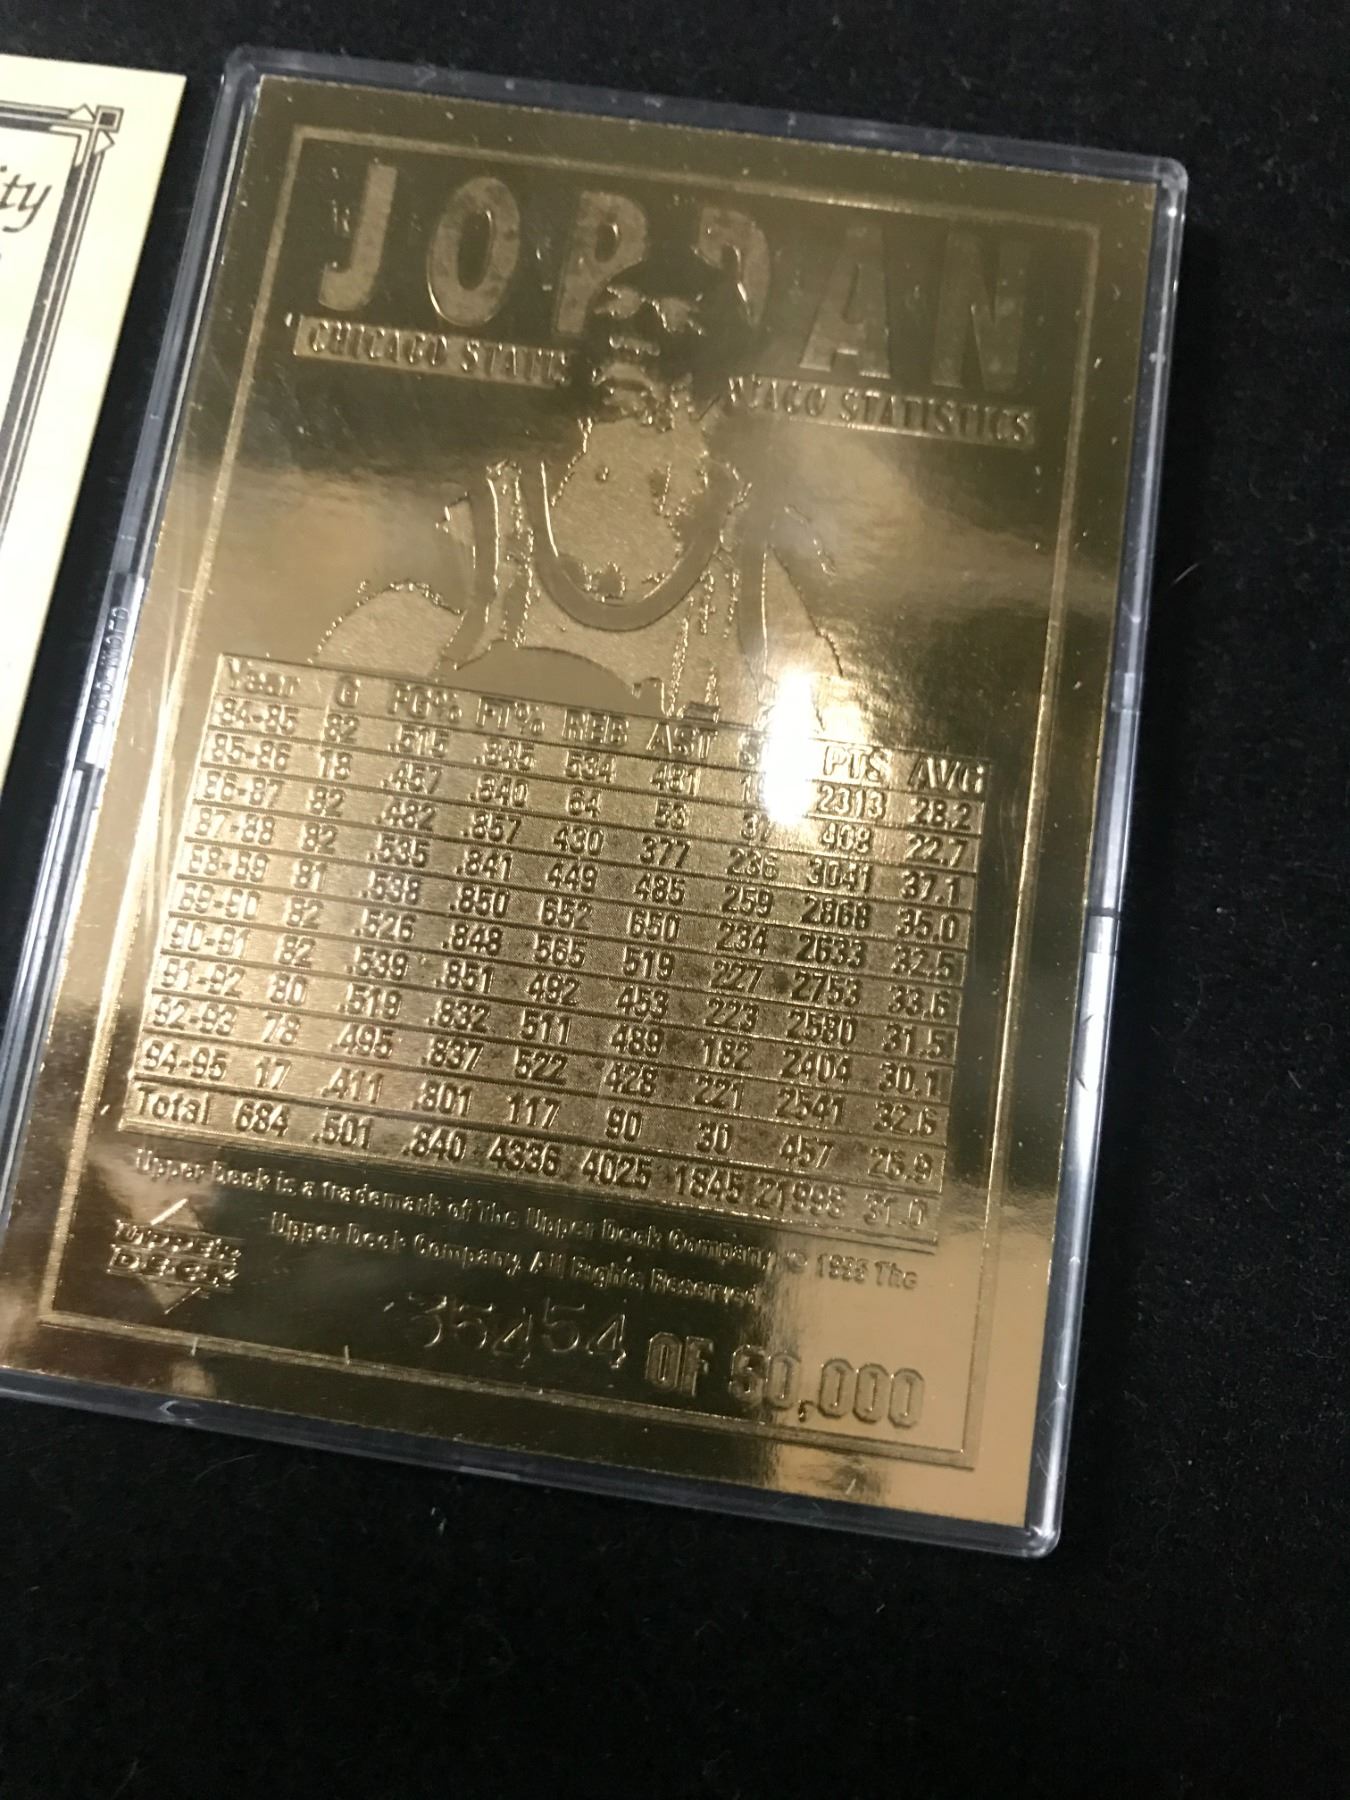 ity
JORDAN
CHICAGO STATIS
CAGO STATISTICS
Year G FG% FT% REB AST PTS AVG
84-85 82 .515 .845 534 481 2313 28.2
85-86 18 .457 .840 64 53 37 408 22.7
86-87 82 .482 .857 430 377 236 3041 37.1
87-88 82 .535 .841 449 485 259 2868 35.0
88-89 81 .538 .850 652 650 234 2633 32.5
89-90 82 .526 .848 565 519 227 2753 33.6
90-91 82 .539 .851 492 453 223 2580 31.5
91-92 80 .519 .832 511 489 182 2404 30.1
92-93 78 .495 .837 522 428 221 2541 32.6
94-95 17 .411 .801 117 90 30 457 26.9
Total 684 .501 .840 4336 4025 1845 21998 31.0
Upper Deck is a trademark of The Upper Deck Company, © 1996 The
Upper Deck Company, All Rights Reserved
UPPER
DECK
35454 OF 50,000